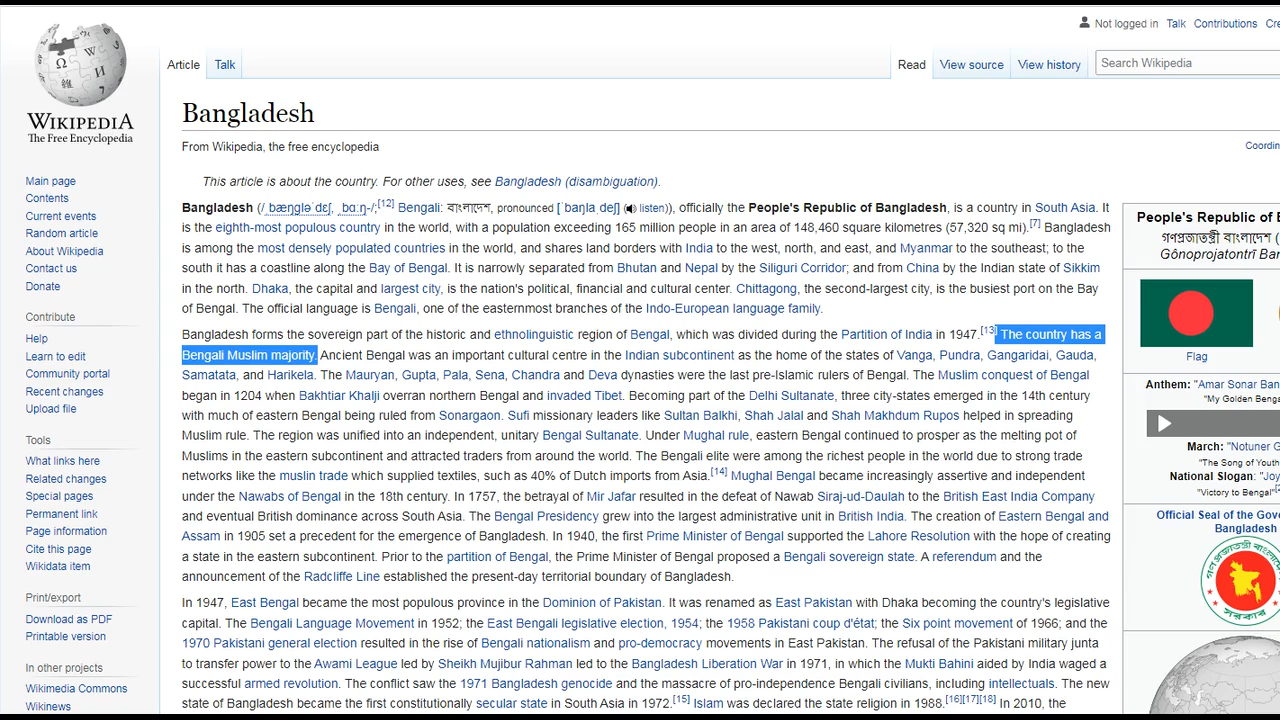 Not logged in Talk Contributions Cre
Article Talk Read View source View history Search Wikipedia
WIKIPEDIA
The Free Encyclopedia
Main page
Contents
Current events
Random article
About Wikipedia
Contact us
Donate
Contribute
Help
Learn to edit
Community portal
Recent changes
Upload file
Tools
What links here
Related changes
Special pages
Permanent link
Page information
Cite this page
Wikidata item
Print/export
Download as PDF
Printable version
In other projects
Wikimedia Commons
Wikinews
Bangladesh
From Wikipedia, the free encyclopedia
Coordin
This article is about the country. For other uses, see Bangladesh (disambiguation).
Bangladesh (/ˌbæŋɡləˈdɛʃ, ˌbɑːŋ-/;[12] Bengali: বাংলাদেশ, pronounced [ˈbaŋlaˌdeʃ] (listen)), officially the People's Republic of Bangladesh, is a country in South Asia. It
is the eighth-most populous country in the world, with a population exceeding 165 million people in an area of 148,460 square kilometres (57,320 sq mi).[7] Bangladesh
is among the most densely populated countries in the world, and shares land borders with India to the west, north, and east, and Myanmar to the southeast; to the
south it has a coastline along the Bay of Bengal. It is narrowly separated from Bhutan and Nepal by the Siliguri Corridor; and from China by the Indian state of Sikkim
in the north. Dhaka, the capital and largest city, is the nation's political, financial and cultural center. Chittagong, the second-largest city, is the busiest port on the Bay
of Bengal. The official language is Bengali, one of the easternmost branches of the Indo-European language family.
Bangladesh forms the sovereign part of the historic and ethnolinguistic region of Bengal, which was divided during the Partition of India in 1947.[13] The country has a
Bengali Muslim majority. Ancient Bengal was an important cultural centre in the Indian subcontinent as the home of the states of Vanga, Pundra, Gangaridai, Gauda,
Samatata, and Harikela. The Mauryan, Gupta, Pala, Sena, Chandra and Deva dynasties were the last pre-Islamic rulers of Bengal. The Muslim conquest of Bengal
began in 1204 when Bakhtiar Khalji overran northern Bengal and invaded Tibet. Becoming part of the Delhi Sultanate, three city-states emerged in the 14th century
with much of eastern Bengal being ruled from Sonargaon. Sufi missionary leaders like Sultan Balkhi, Shah Jalal and Shah Makhdum Rupos helped in spreading
Muslim rule. The region was unified into an independent, unitary Bengal Sultanate. Under Mughal rule, eastern Bengal continued to prosper as the melting pot of
Muslims in the eastern subcontinent and attracted traders from around the world. The Bengali elite were among the richest people in the world due to strong trade
networks like the muslin trade which supplied textiles, such as 40% of Dutch imports from Asia.[14] Mughal Bengal became increasingly assertive and independent
under the Nawabs of Bengal in the 18th century. In 1757, the betrayal of Mir Jafar resulted in the defeat of Nawab Siraj-ud-Daulah to the British East India Company
and eventual British dominance across South Asia. The Bengal Presidency grew into the largest administrative unit in British India. The creation of Eastern Bengal and
Assam in 1905 set a precedent for the emergence of Bangladesh. In 1940, the first Prime Minister of Bengal supported the Lahore Resolution with the hope of creating
a state in the eastern subcontinent. Prior to the partition of Bengal, the Prime Minister of Bengal proposed a Bengali sovereign state. A referendum and the
announcement of the Radcliffe Line established the present-day territorial boundary of Bangladesh.
In 1947, East Bengal became the most populous province in the Dominion of Pakistan. It was renamed as East Pakistan with Dhaka becoming the country's legislative
capital. The Bengali Language Movement in 1952; the East Bengali legislative election, 1954; the 1958 Pakistani coup d'état; the Six point movement of 1966; and the
1970 Pakistani general election resulted in the rise of Bengali nationalism and pro-democracy movements in East Pakistan. The refusal of the Pakistani military junta
to transfer power to the Awami League led by Sheikh Mujibur Rahman led to the Bangladesh Liberation War in 1971, in which the Mukti Bahini aided by India waged a
successful armed revolution. The conflict saw the 1971 Bangladesh genocide and the massacre of pro-independence Bengali civilians, including intellectuals. The new
state of Bangladesh became the first constitutionally secular state in South Asia in 1972.[15] Islam was declared the state religion in 1988.[16][17][18] In 2010, the
People's Republic of B
গণপ্রজাতন্ত্রী বাংলাদেশ (
Gônoprojatontrī Ban
Flag
Anthem: "Amar Sonar Ban
"My Golden Benga
March: "Notuner G
"The Song of Youth
National Slogan: "Joy
"Victory to Bengal"[
Official Seal of the Gove
Bangladesh